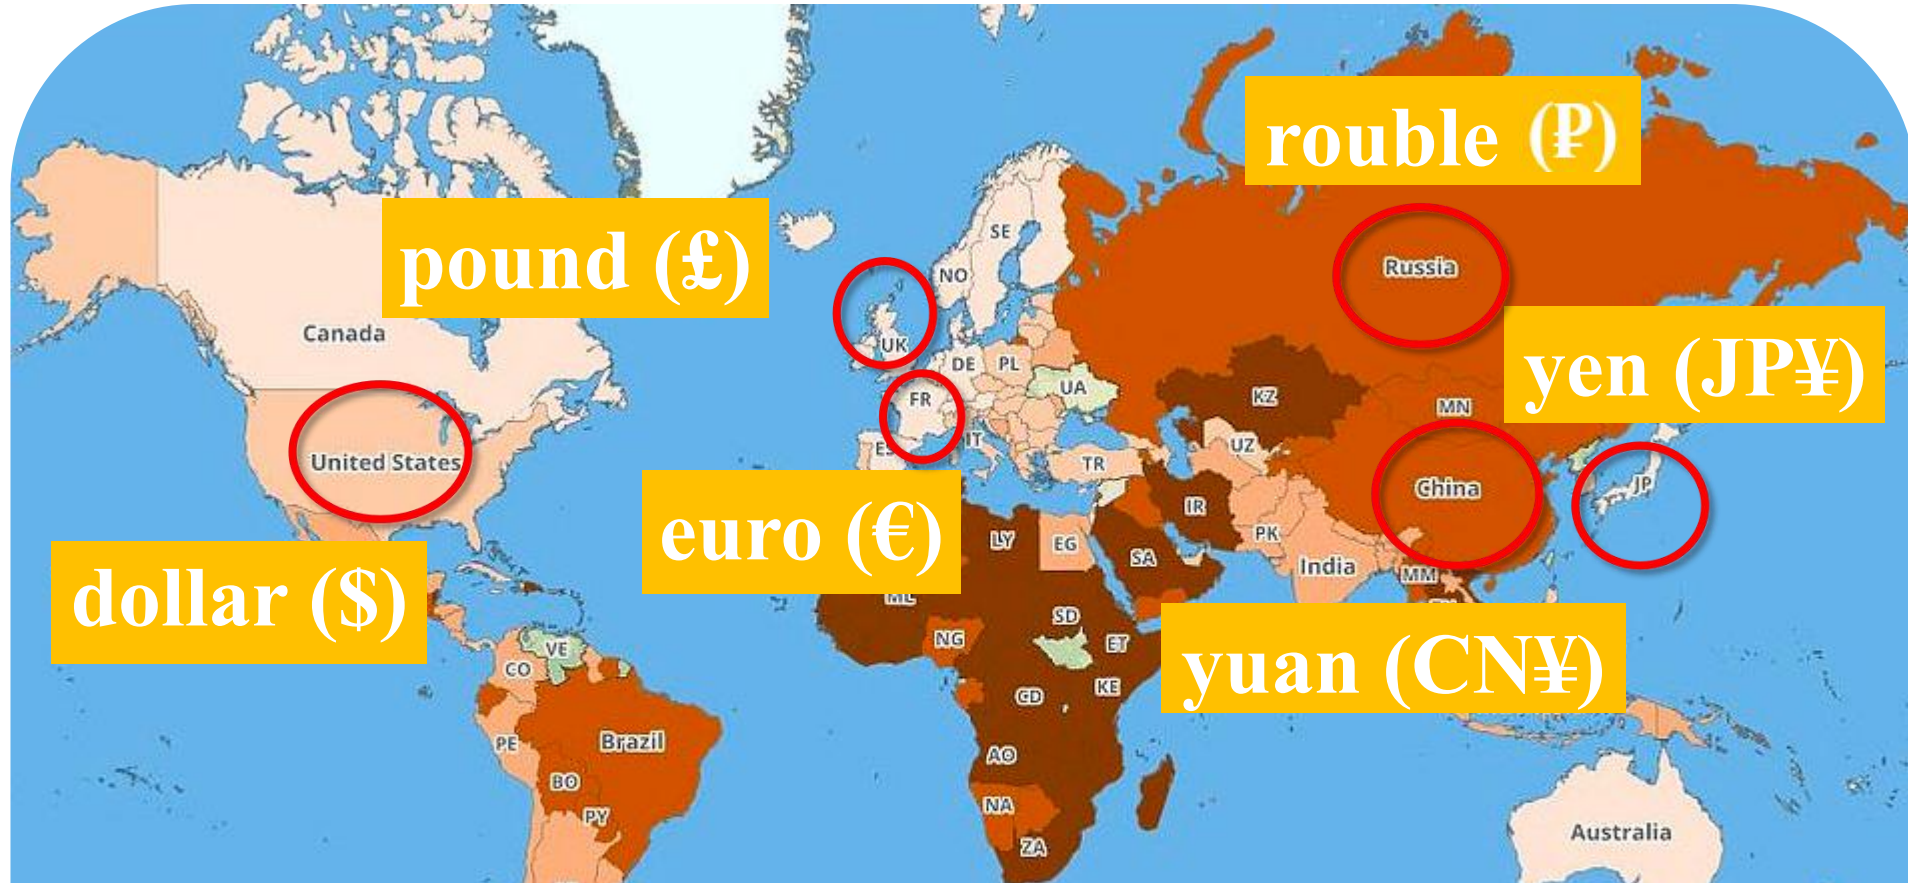 rouble (₽)
pound (£)
SE
Russia
NO
Canada
UK
DE
PL
yen (JP¥)
UA
FR
KZ
MN
IT
ES
UZ
United States
TR
China
JP
IR
PK
euro (€)
LY
EG
SA
India
MM
dollar ($)
ML
SD
NG
ET
VE
CO
yuan (CN¥)
KE
CD
PE
Brazil
AO
BO
NA
PY
Australia
ZA